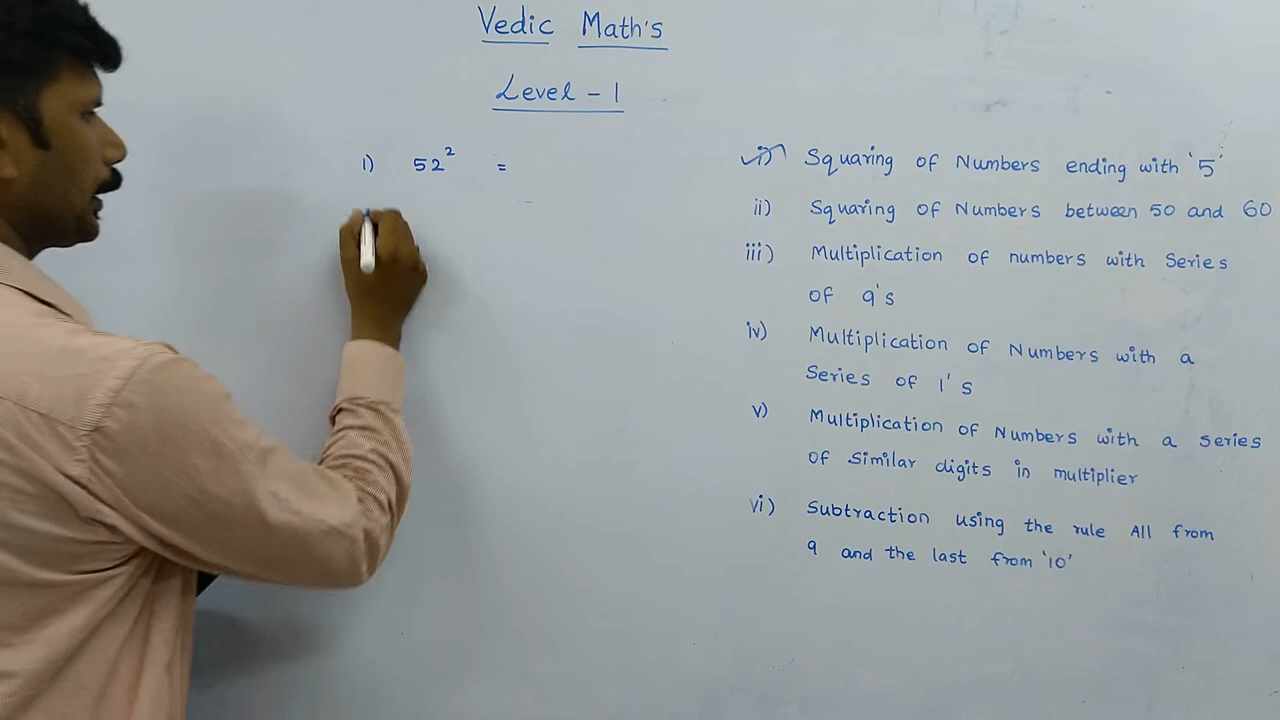 Vedic Math's
Level - 1
1) 52² =
i) Squaring of Numbers ending with '5'
ii) Squaring of Numbers between 50 and 60
iii) Multiplication of numbers with Series
of 9's
iv) Multiplication of Numbers with a
Series of 1's
v) Multiplication of Numbers with a series
of similar digits in multiplier
vi) Subtraction using the rule All from
9 and the last from '10'